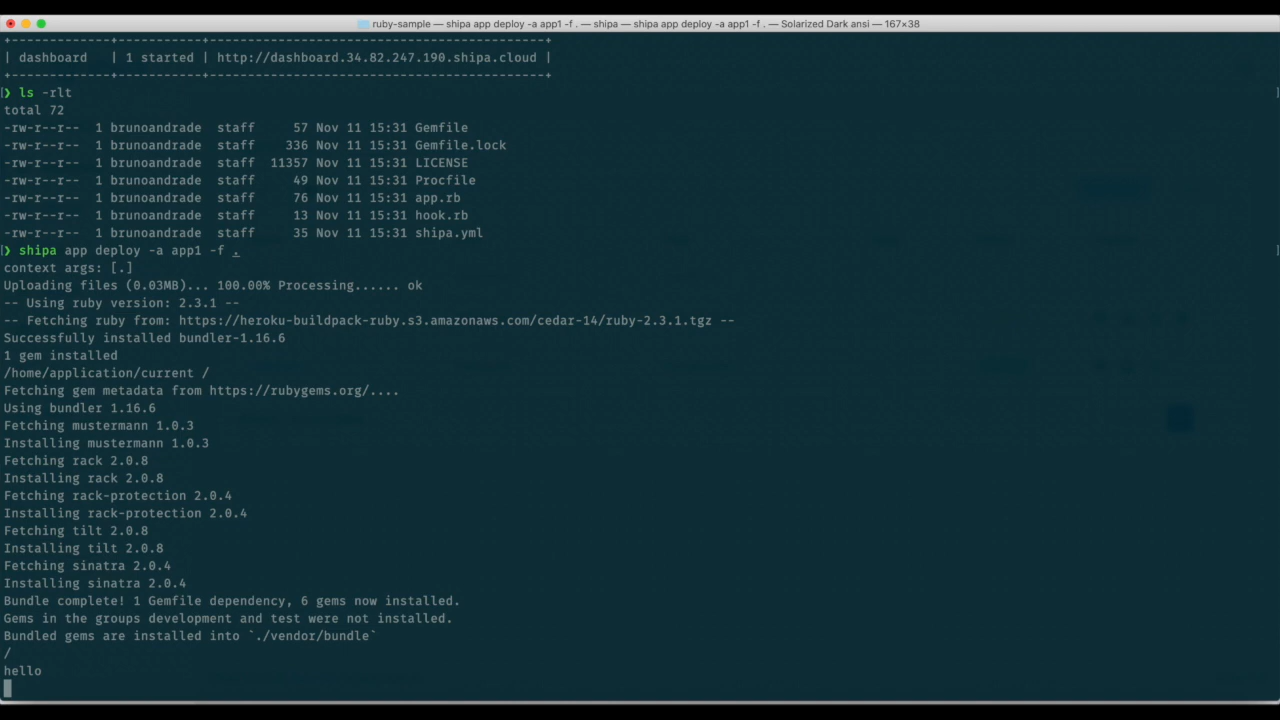 ruby-sample — shipa app deploy -a app1 -f . — shipa — shipa app deploy -a app1 -f . — Solarized Dark ansi — 167×38
+-------------+-----------+-------------------------------------------+
| dashboard   | 1 started | http://dashboard.34.82.247.190.shipa.cloud |
+-------------+-----------+-------------------------------------------+
❯ ls -rlt
total 72
-rw-r--r--  1 brunoandrade  staff     57 Nov 11 15:31 Gemfile
-rw-r--r--  1 brunoandrade  staff    336 Nov 11 15:31 Gemfile.lock
-rw-r--r--  1 brunoandrade  staff  11357 Nov 11 15:31 LICENSE
-rw-r--r--  1 brunoandrade  staff     49 Nov 11 15:31 Procfile
-rw-r--r--  1 brunoandrade  staff     76 Nov 11 15:31 app.rb
-rw-r--r--  1 brunoandrade  staff     13 Nov 11 15:31 hook.rb
-rw-r--r--  1 brunoandrade  staff     35 Nov 11 15:31 shipa.yml
❯ shipa app deploy -a app1 -f .
context args: [.]
Uploading files (0.03MB)... 100.00% Processing...... ok
-- Using ruby version: 2.3.1 --
-- Fetching ruby from: https://heroku-buildpack-ruby.s3.amazonaws.com/cedar-14/ruby-2.3.1.tgz --
Successfully installed bundler-1.16.6
1 gem installed
/home/application/current /
Fetching gem metadata from https://rubygems.org/....
Using bundler 1.16.6
Fetching mustermann 1.0.3
Installing mustermann 1.0.3
Fetching rack 2.0.8
Installing rack 2.0.8
Fetching rack-protection 2.0.4
Installing rack-protection 2.0.4
Fetching tilt 2.0.8
Installing tilt 2.0.8
Fetching sinatra 2.0.4
Installing sinatra 2.0.4
Bundle complete! 1 Gemfile dependency, 6 gems now installed.
Gems in the groups development and test were not installed.
Bundled gems are installed into `./vendor/bundle`
/
hello